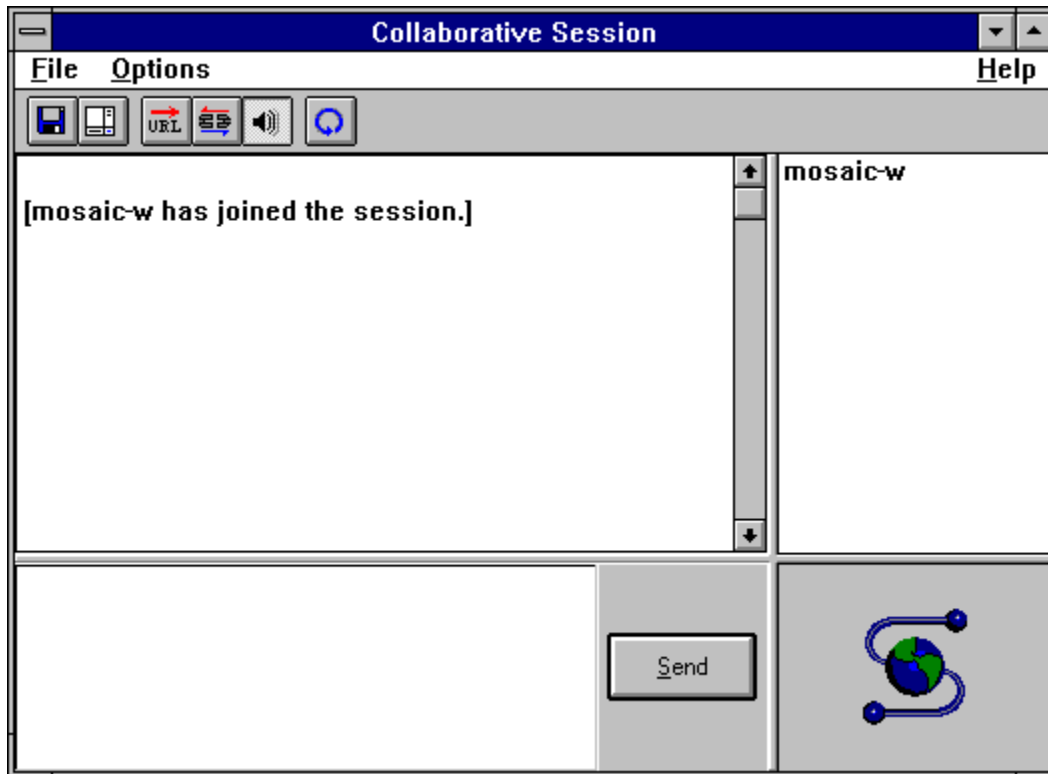 Collaborative Session
File Options Help
URL
mosaic-w
[mosaic-w has joined the session.]
Send